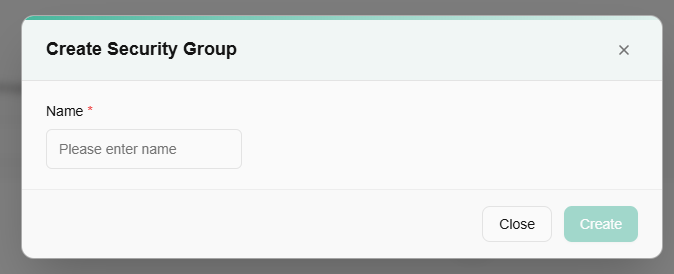 Create Security Group
Name *
Please enter name
Close
Create